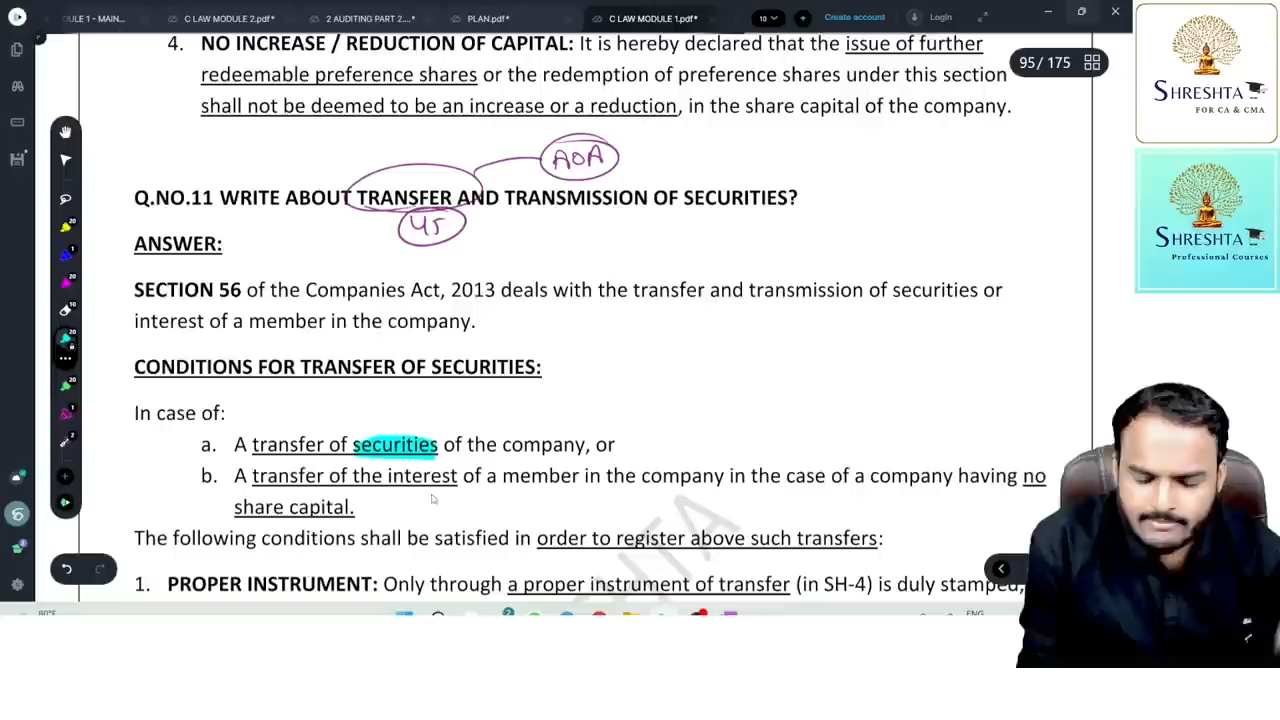 DULE 1 - MAIN...
C LAW MODULE 2.pdf*
2 AUDITING PART 2....*
PLAN.pdf*
C LAW MODULE 1.pdf*
10
Create account
Login
4. NO INCREASE / REDUCTION OF CAPITAL: It is hereby declared that the issue of further
redeemable preference shares or the redemption of preference shares under this section
shall not be deemed to be an increase or a reduction, in the share capital of the company.
95 / 175
SHRESHTA
FOR CA & CMA
AOA
Q.NO.11 WRITE ABOUT TRANSFER AND TRANSMISSION OF SECURITIES?
ANSWER:
SHRESHTA
Professional Courses
SECTION 56 of the Companies Act, 2013 deals with the transfer and transmission of securities or
interest of a member in the company.
CONDITIONS FOR TRANSFER OF SECURITIES:
In case of:
a. A transfer of securities of the company, or
b. A transfer of the interest of a member in the company in the case of a company having no
share capital.
The following conditions shall be satisfied in order to register above such transfers:
1. PROPER INSTRUMENT: Only through a proper instrument of transfer (in SH-4) is duly stamped,
ENG